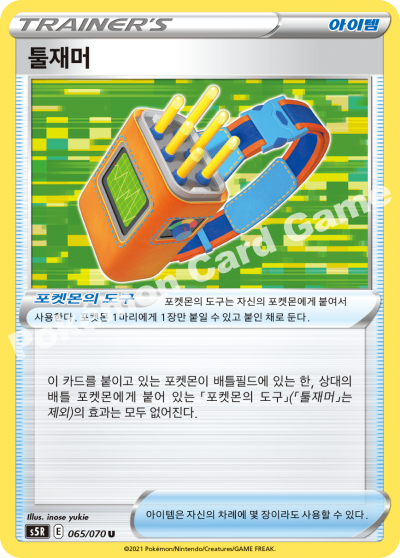 TRAINER'S
아이템
툴재머
포켓몬의 도구 포켓몬의 도구는 자신의 포켓몬에게 붙여서
사용한다. 포켓몬 1마리에게 1장만 붙일 수 있고 붙인 채로 둔다.
이 카드를 붙이고 있는 포켓몬이 배틀필드에 있는 한, 상대의
배틀 포켓몬에게 붙어 있는 「포켓몬의 도구」(「툴재머」는
제외)의 효과는 모두 없어진다.
Pokémon Card Game
Illus. inose yukie
s5R E 065/070 U
아이템은 자신의 차례에 몇 장이라도 사용할 수 있다.
©2021 Pokémon/Nintendo/Creatures/GAME FREAK.